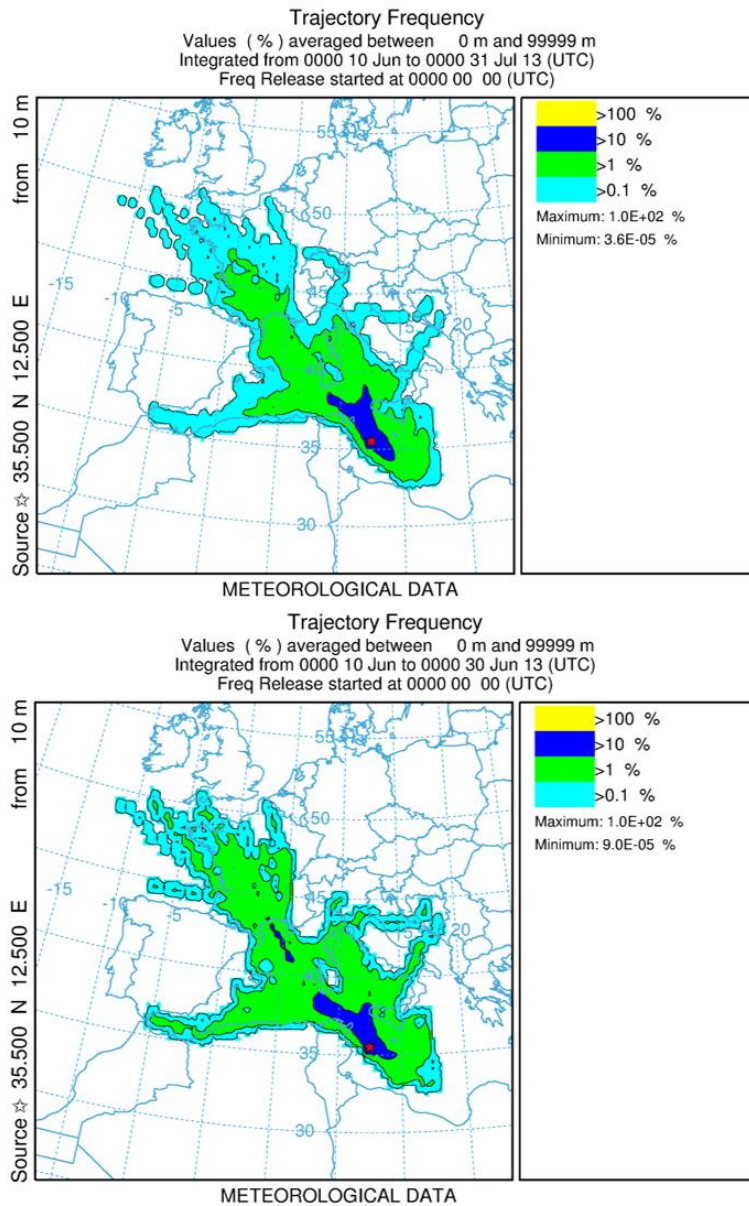 Trajectory Frequency
Values ( % ) averaged between 0 m and 99999 m
Integrated from 0000 10 Jun to 0000 31 Jul 13 (UTC)
Freq Release started at 0000 00 00 (UTC)
Source ☆ 35.500 N 12.500 E from 10 m
>100 %
>10 %
>1 %
>0.1 %
Maximum: 1.0E+02 %
Minimum: 3.6E-05 %
55
50
-15
-10
-5
45
20
40
35
30
METEOROLOGICAL DATA
Trajectory Frequency
Values ( % ) averaged between 0 m and 99999 m
Integrated from 0000 10 Jun to 0000 30 Jun 13 (UTC)
Freq Release started at 0000 00 00 (UTC)
Source ☆ 35.500 N 12.500 E from 10 m
>100 %
>10 %
>1 %
>0.1 %
Maximum: 1.0E+02 %
Minimum: 9.0E-05 %
55
50
-15
-5
45
20
40
35
30
METEOROLOGICAL DATA